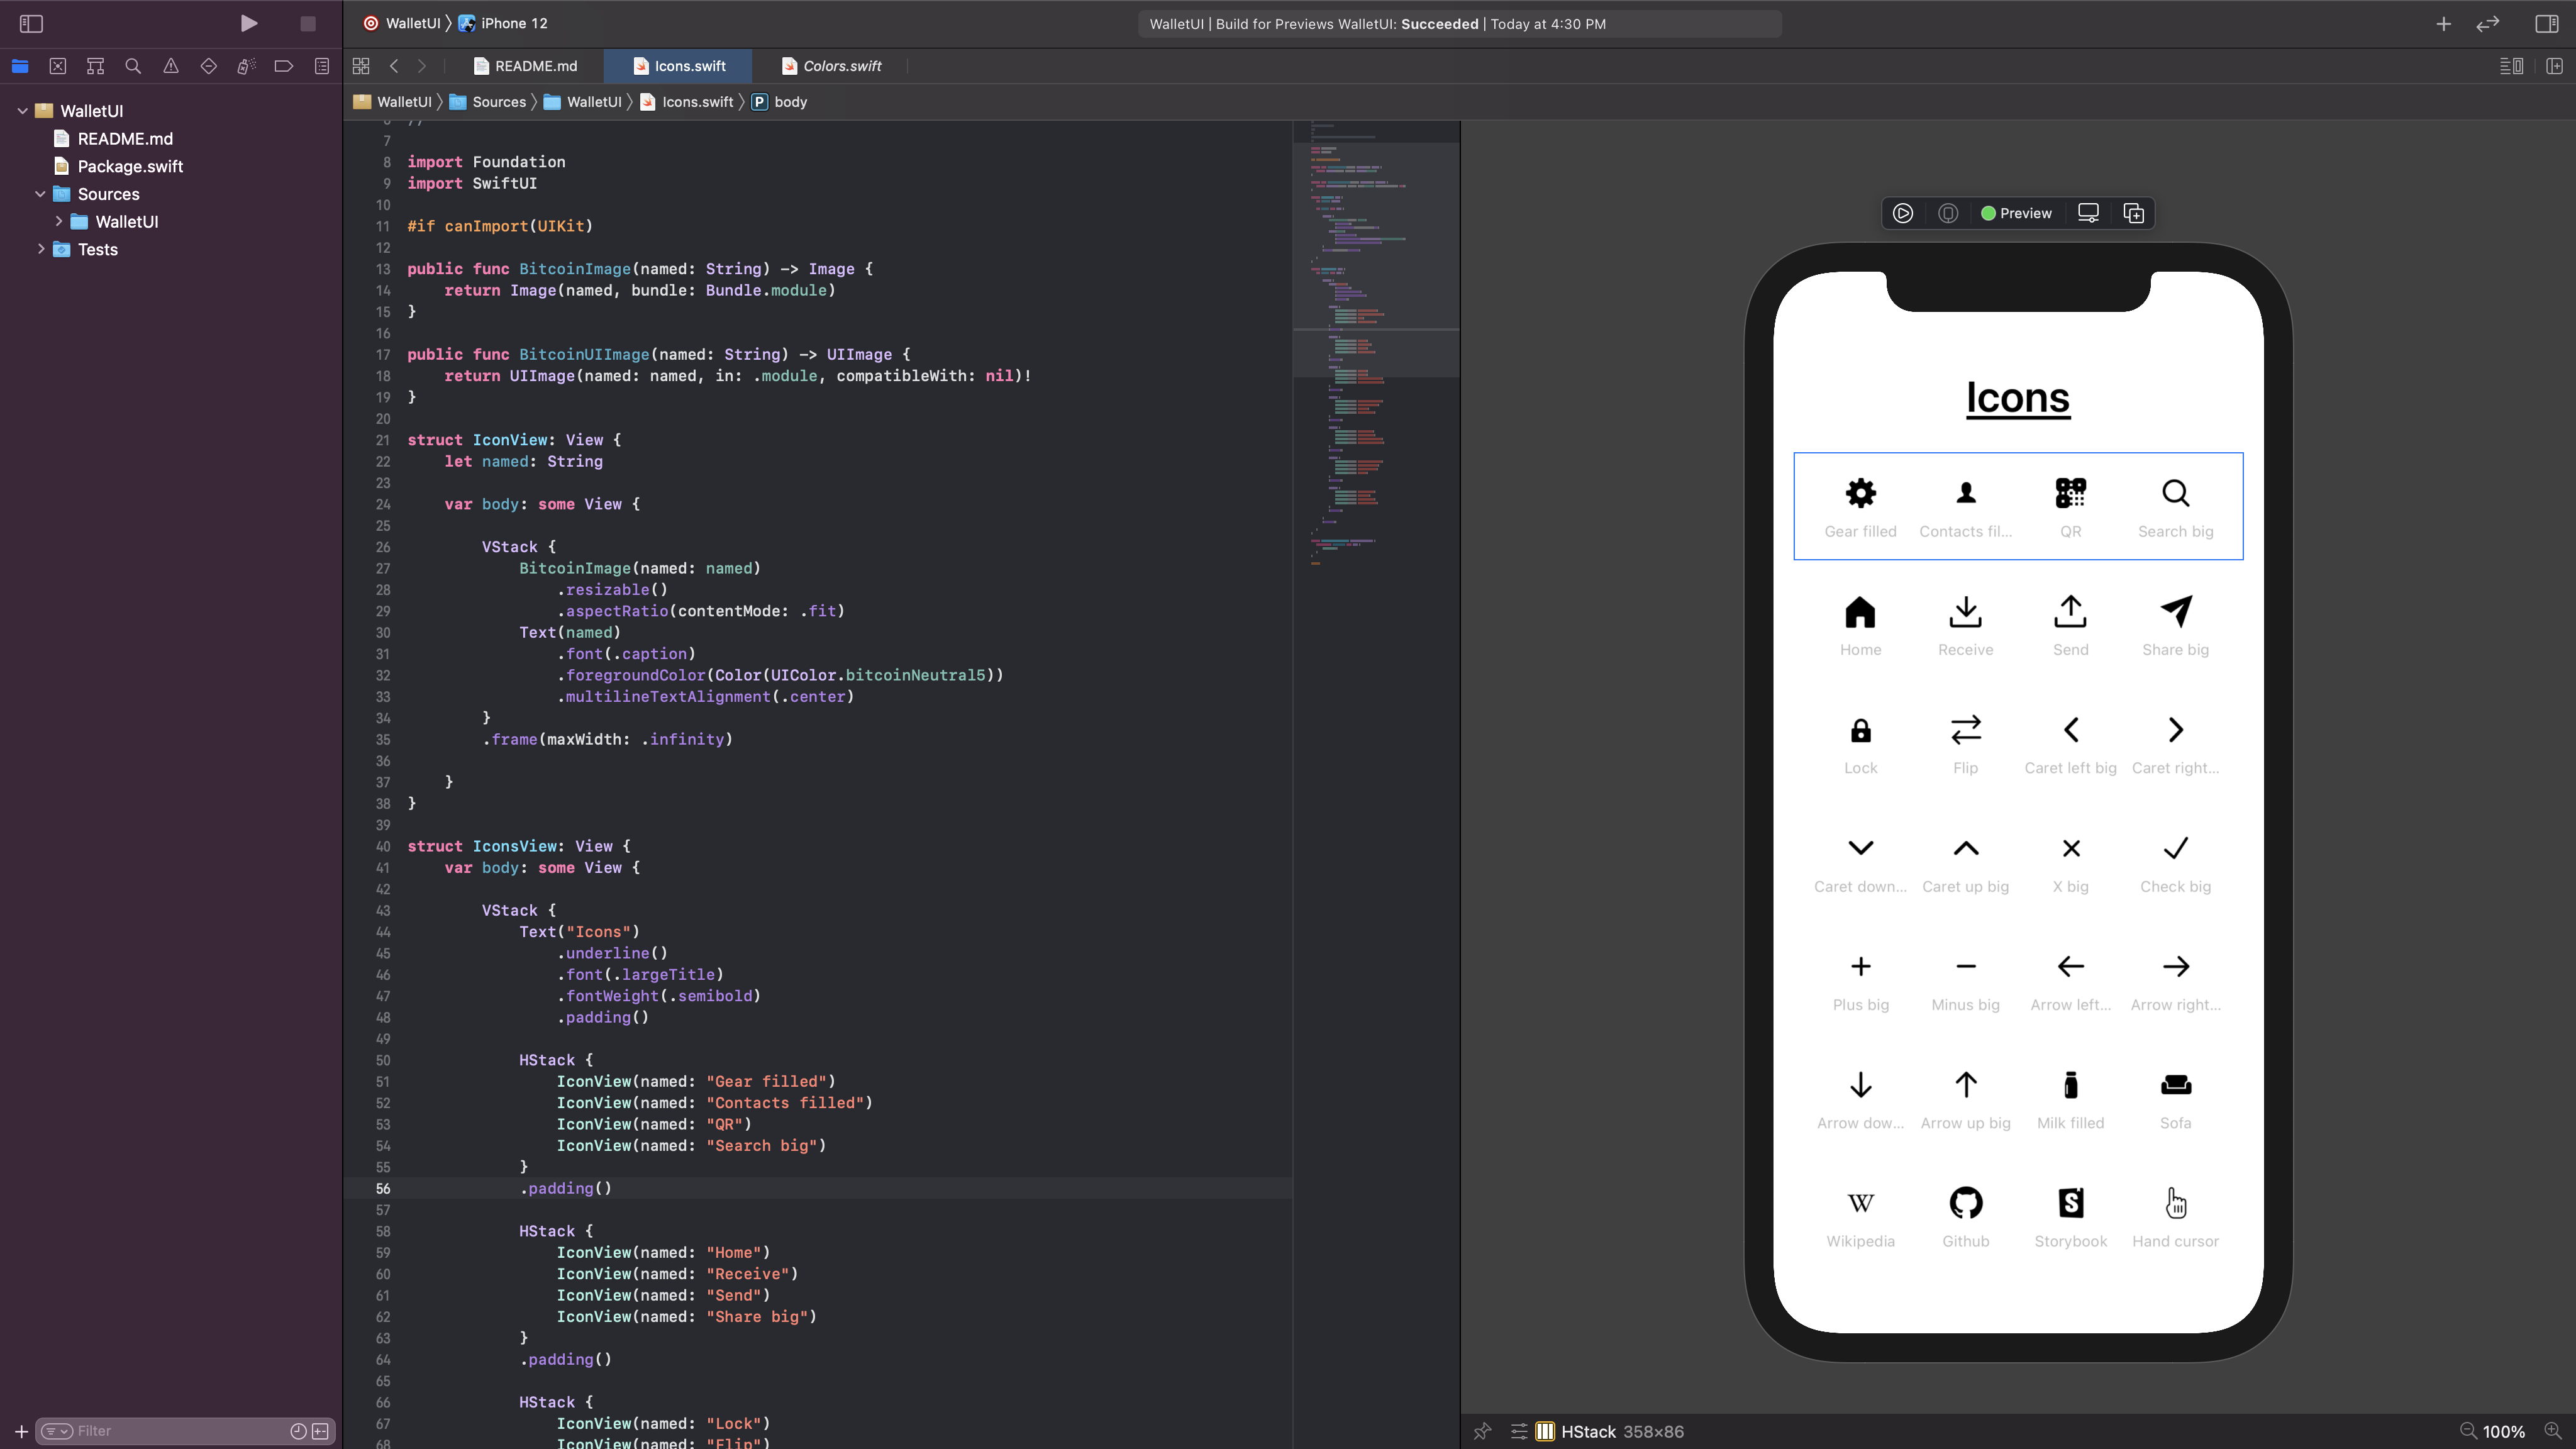 WalletUI
iPhone 12
WalletUI | Build for Previews WalletUI: Succeeded | Today at 4:30 PM
README.md
Icons.swift
Colors.swift
WalletUI
Sources
WalletUI
Icons.swift
P body
WalletUI
README.md
Package.swift
Sources
WalletUI
Tests
6 //
7
8 import Foundation
9 import SwiftUI
10
11 #if canImport(UIKit)
12
13 public func BitcoinImage(named: String) -> Image {
14 return Image(named, bundle: Bundle.module)
15 }
16
17 public func BitcoinUIImage(named: String) -> UIImage {
18 return UIImage(named: named, in: .module, compatibleWith: nil)!
19 }
20
21 struct IconView: View {
22 let named: String
23
24 var body: some View {
25
26 VStack {
27 BitcoinImage(named: named)
28 .resizable()
29 .aspectRatio(contentMode: .fit)
30 Text(named)
31 .font(.caption)
32 .foregroundColor(Color(UIColor.bitcoinNeutral5))
33 .multilineTextAlignment(.center)
34 }
35 .frame(maxWidth: .infinity)
36
37 }
38 }
39
40 struct IconsView: View {
41 var body: some View {
42
43 VStack {
44 Text("Icons")
45 .underline()
46 .font(.largeTitle)
47 .fontWeight(.semibold)
48 .padding()
49
50 HStack {
51 IconView(named: "Gear filled")
52 IconView(named: "Contacts filled")
53 IconView(named: "QR")
54 IconView(named: "Search big")
55 }
56 .padding()
57
58 HStack {
59 IconView(named: "Home")
60 IconView(named: "Receive")
61 IconView(named: "Send")
62 IconView(named: "Share big")
63 }
64 .padding()
65
66 HStack {
67 IconView(named: "Lock")
68 IconView(named: "Flip")
Preview
Icons
Gear filled Contacts fil... QR Search big
Home Receive Send Share big
Lock Flip Caret left big Caret right...
Caret down... Caret up big X big Check big
Plus big Minus big Arrow left... Arrow right...
Arrow dow... Arrow up big Milk filled Sofa
W S
Wikipedia Github Storybook Hand cursor
Filter
HStack 358×86
100%